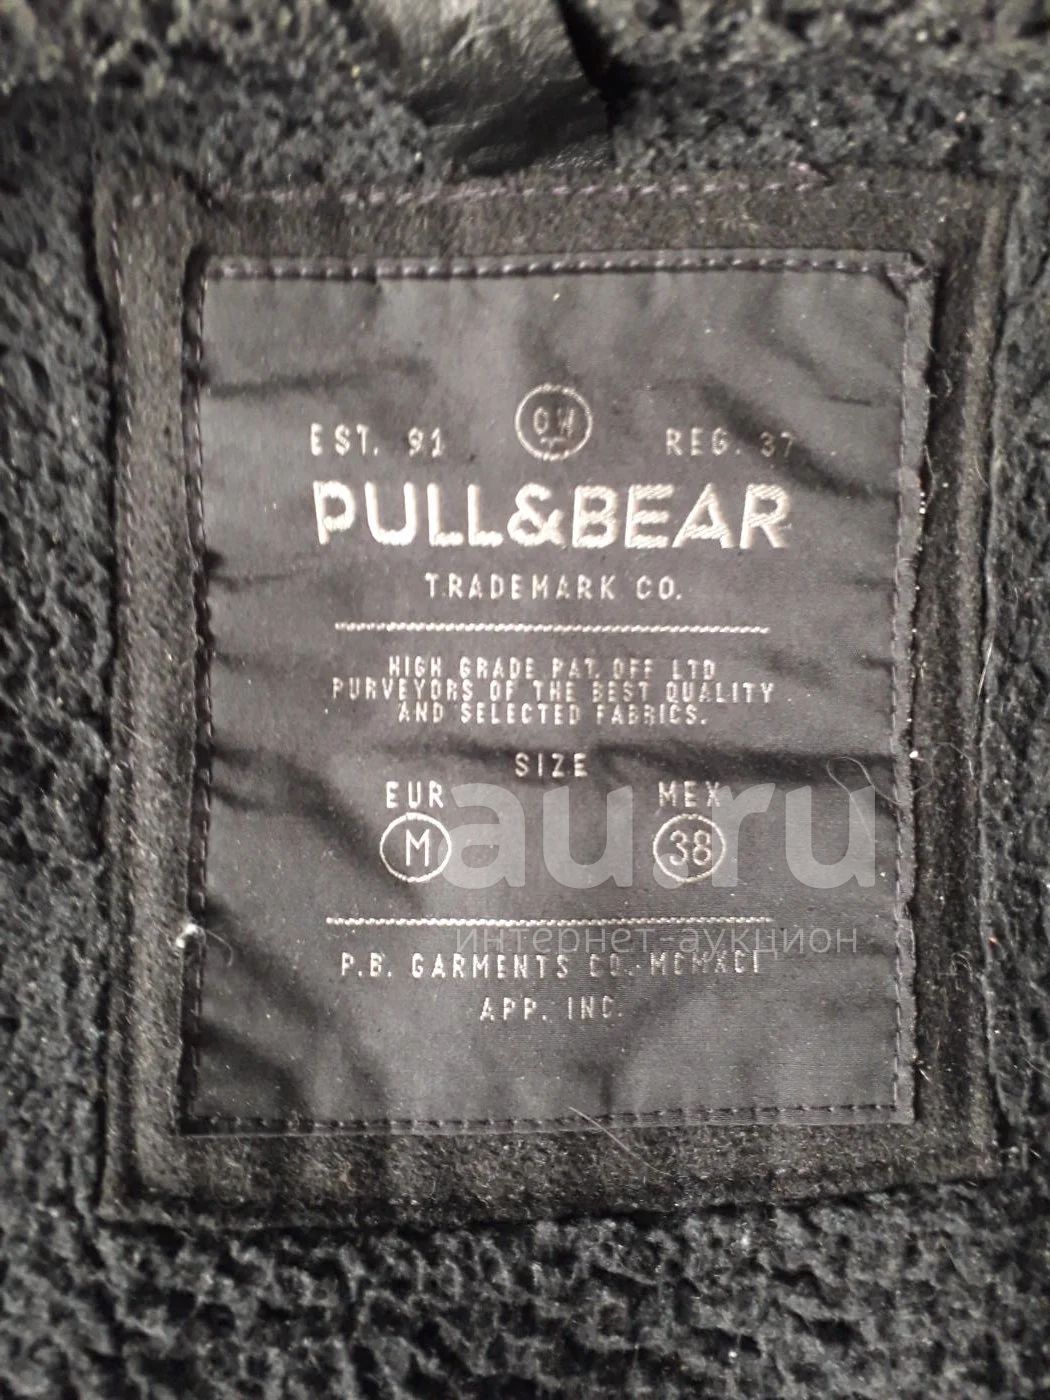 GW
EST. 91 REG. 37
PULL&BEAR
TRADEMARK CO.
HIGH GRADE PAT. OFF LTD
PURVEYORS OF THE BEST QUALITY
AND SELECTED FABRICS.
SIZE
EUR MEX
M 38
au.ru
интернет-аукцион
P.B. GARMENTS CO. MCMXCI
APP. INC.